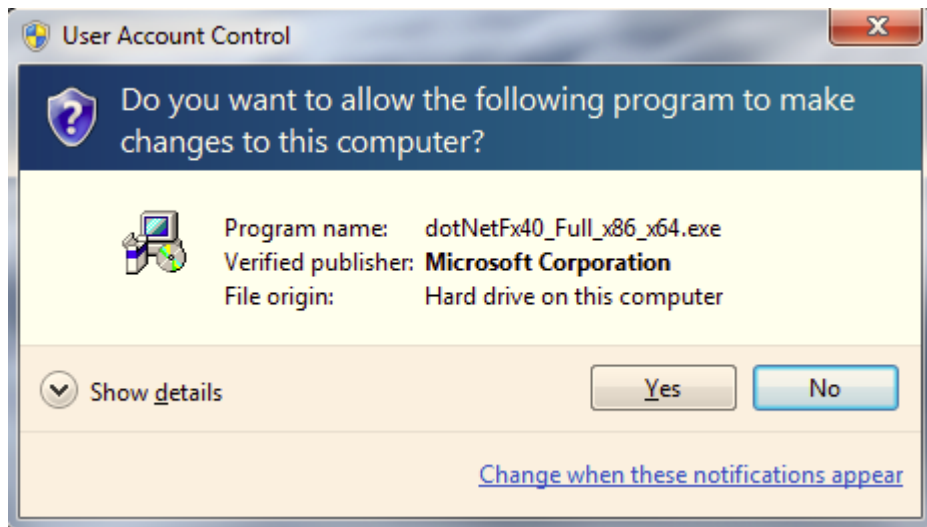 User Account Control
Do you want to allow the following program to make
changes to this computer?
Program name: dotNetFx40_Full_x86_x64.exe
Verified publisher: Microsoft Corporation
File origin: Hard drive on this computer
Show details
Yes
No
Change when these notifications appear